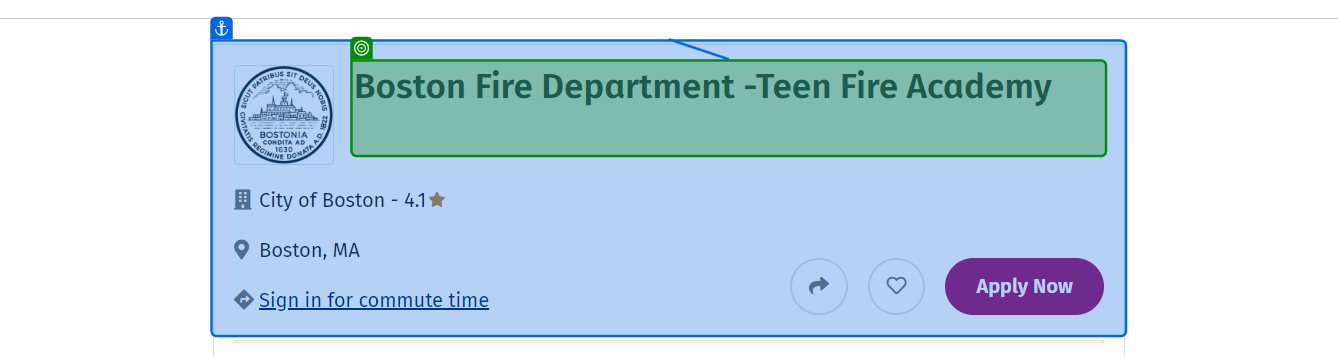 SICUT PATRIBUS SIT DEUS NOBIS
BOSTONIA
CONDITA AD
1630
CIVITATIS REGIMINE DONATA A.D. 1822
Boston Fire Department -Teen Fire Academy
City of Boston - 4.1
Boston, MA
Sign in for commute time
Apply Now